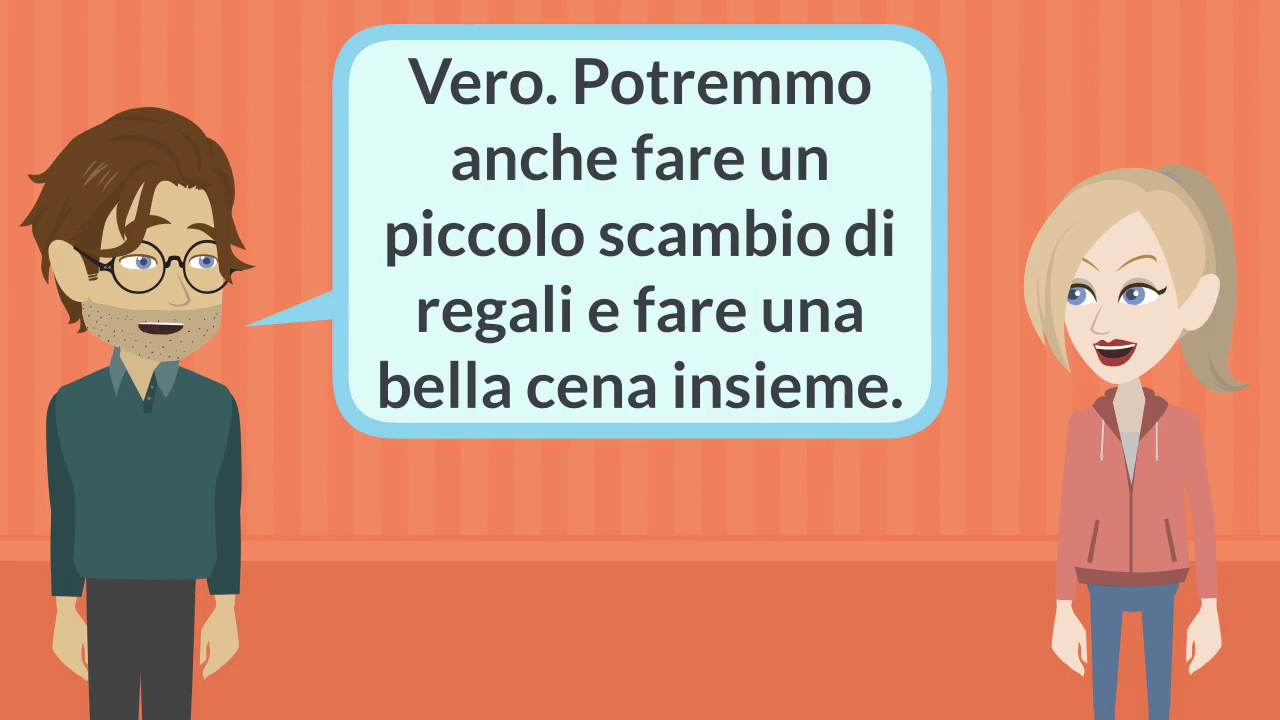 Vero. Potremmo
anche fare un
piccolo scambio di
regali e fare una
bella cena insieme.